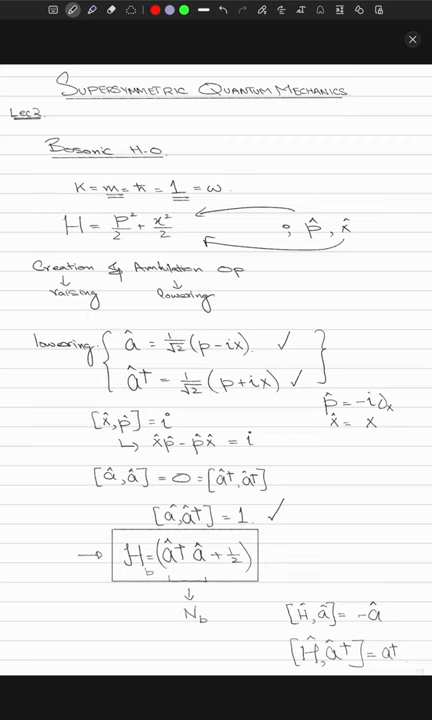 SUPERSYMMETRIC QUANTUM MECHANICS
Lec3.
Bosonic H.O.
K = m = ħ = 1 = ω.
H = p²/2 + x²/2 ; p̂, x̂
Creation & Anhilation Op
↓ raising ↓ lowering
lowering: { â = 1/√2 (p - ix). ✓
â† = 1/√2 (p + ix) ✓ }
p̂ = -i∂x
x̂ = x
[x̂, p̂] = i
↳ x̂p̂ - p̂x̂ = i
[â, â] = 0 = [â†, â†]
[â, â†] = 1. ✓
→ H_b = (â† â + 1/2)
↓
N_b
[Ĥ, â] = -â
[Ĥ, â†] = a†